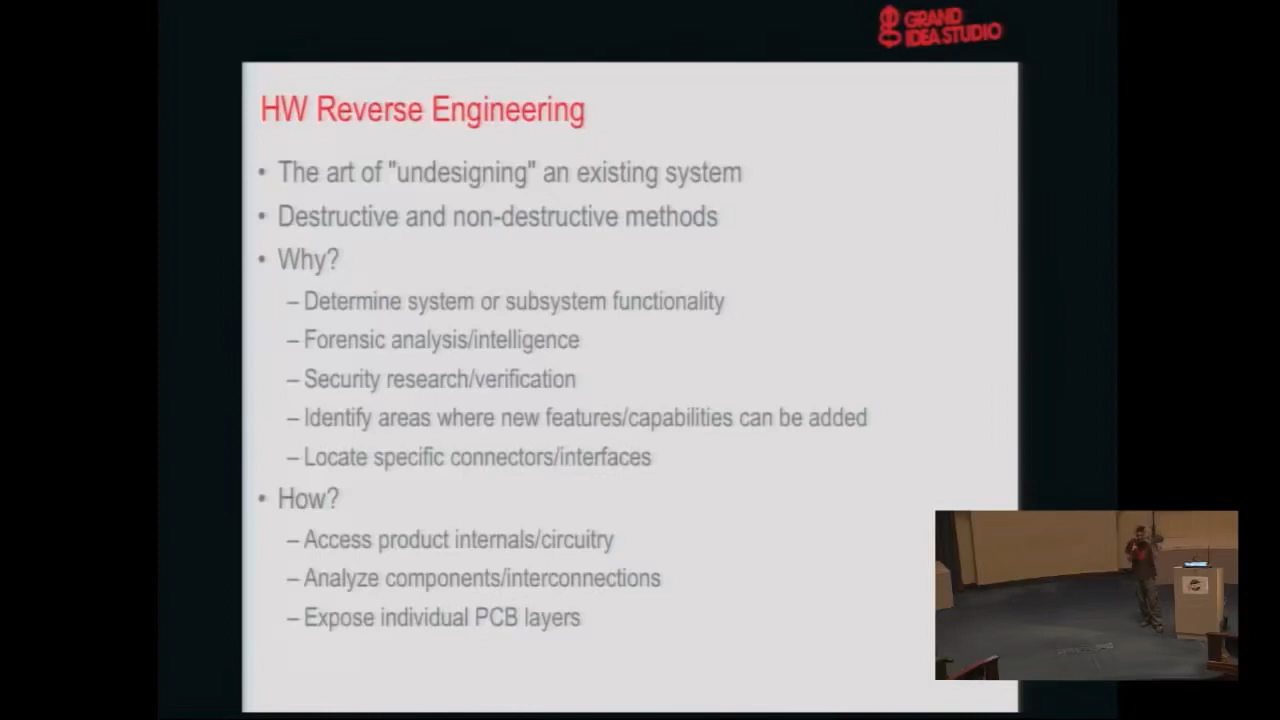 GRAND
IDEA STUDIO
HW Reverse Engineering
• The art of "undesigning" an existing system
• Destructive and non-destructive methods
• Why?
– Determine system or subsystem functionality
– Forensic analysis/intelligence
– Security research/verification
– Identify areas where new features/capabilities can be added
– Locate specific connectors/interfaces
• How?
– Access product internals/circuitry
– Analyze components/interconnections
– Expose individual PCB layers